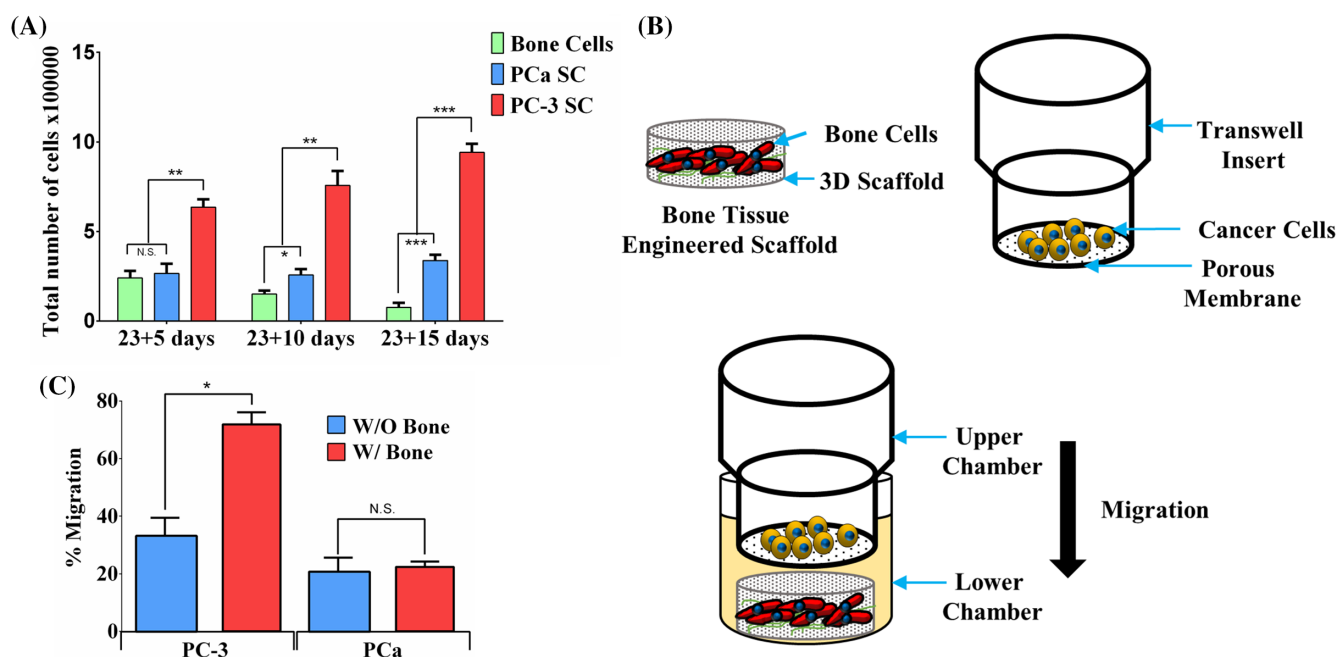 (A)
Total number of cells x100000
15
10
5
0
Bone Cells
PCa SC
PC-3 SC
N.S.
**
*
**
***
***
23+5 days
23+10 days
23+15 days
(B)
Bone Cells
3D Scaffold
Bone Tissue
Engineered Scaffold
Transwell
Insert
Cancer Cells
Porous
Membrane
Upper
Chamber
Migration
Lower
Chamber
(C)
% Migration
80
60
40
20
0
*
N.S.
W/O Bone
W/ Bone
PC-3
PCa